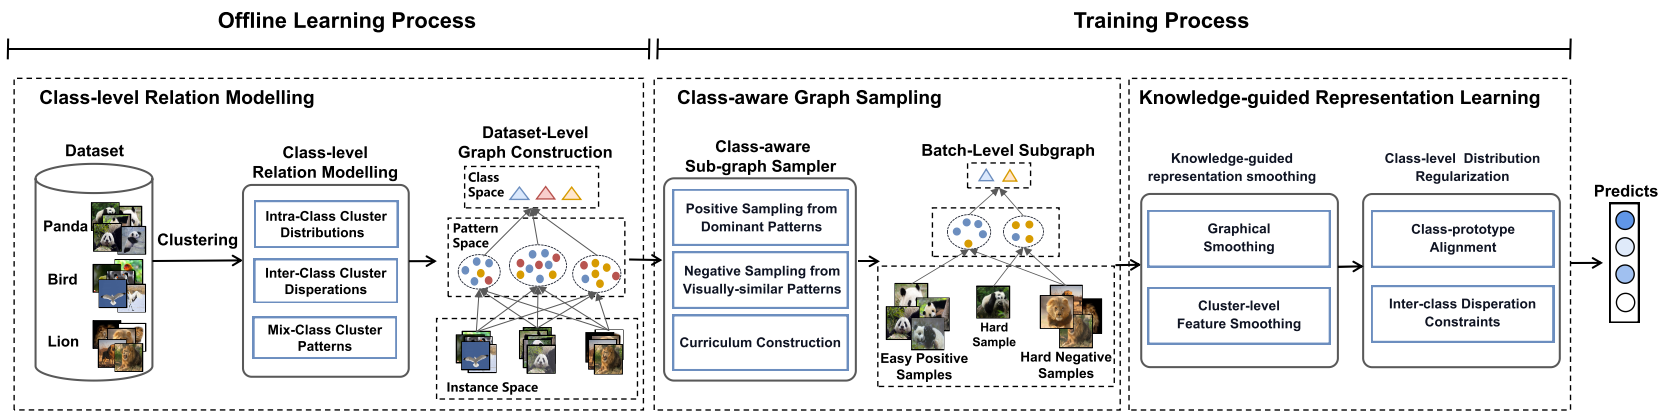 Offline Learning Process
Training Process
Class-level Relation Modelling
Dataset
Panda
Bird
Lion
Clustering
Class-level
Relation Modelling
Intra-Class Cluster
Distributions
Inter-Class Cluster
Disperations
Mix-Class Cluster
Patterns
Dataset-Level
Graph Construction
Class
Space
Pattern
Space
Instance Space
Class-aware Graph Sampling
Class-aware
Sub-graph Sampler
Positive Sampling from
Dominant Patterns
Negative Sampling from
Visually-similar Patterns
Curriculum Construction
Batch-Level Subgraph
Easy Positive
Samples
Hard
Sample
Hard Negative
Samples
Knowledge-guided Representation Learning
Knowledge-guided
representation smoothing
Graphical
Smoothing
Cluster-level
Feature Smoothing
Class-level Distribution
Regularization
Class-prototype
Alignment
Inter-class Disperation
Constraints
Predicts